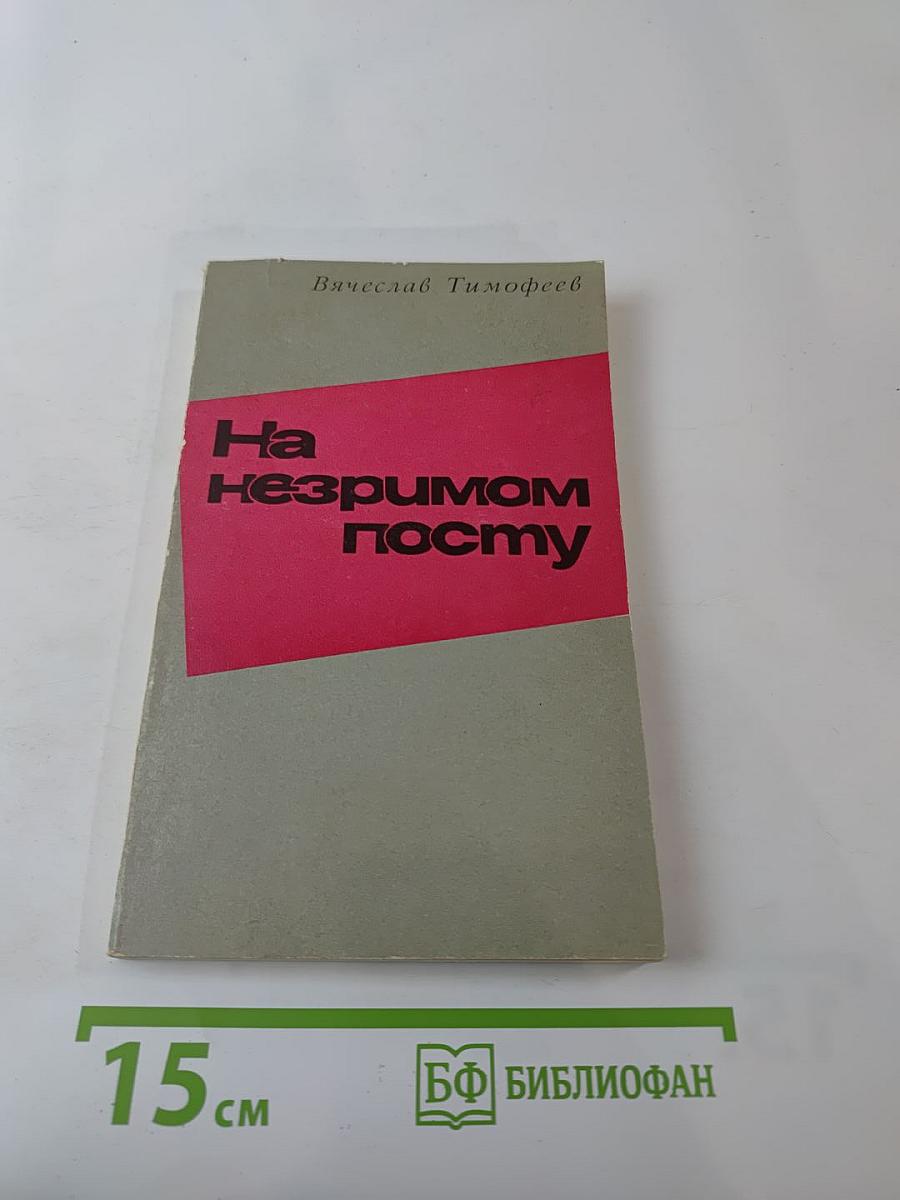 Вячеслав Тимофеев
На
незримом
посту
15 см
БФ БИБЛИОФАН